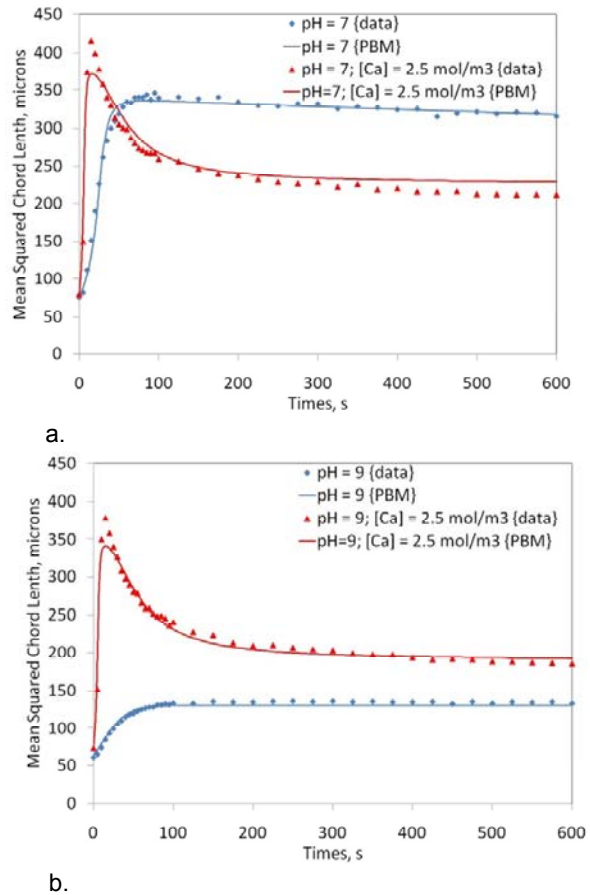 450
400
350
300
250
200
150
100
50
0
Mean Squared Chord Lenth, microns
pH = 7 {data}
pH = 7 {PBM}
pH = 7; [Ca] = 2.5 mol/m3 {data}
pH=7; [Ca] = 2.5 mol/m3 {PBM}
0 100 200 300 400 500 600
Times, s
a.
450
400
350
300
250
200
150
100
50
0
Mean Squared Chord Lenth, microns
pH = 9 {data}
pH = 9 {PBM}
pH = 9; [Ca] = 2.5 mol/m3 {data}
pH=9; [Ca] = 2.5 mol/m3 {PBM}
0 100 200 300 400 500 600
Times, s
b.